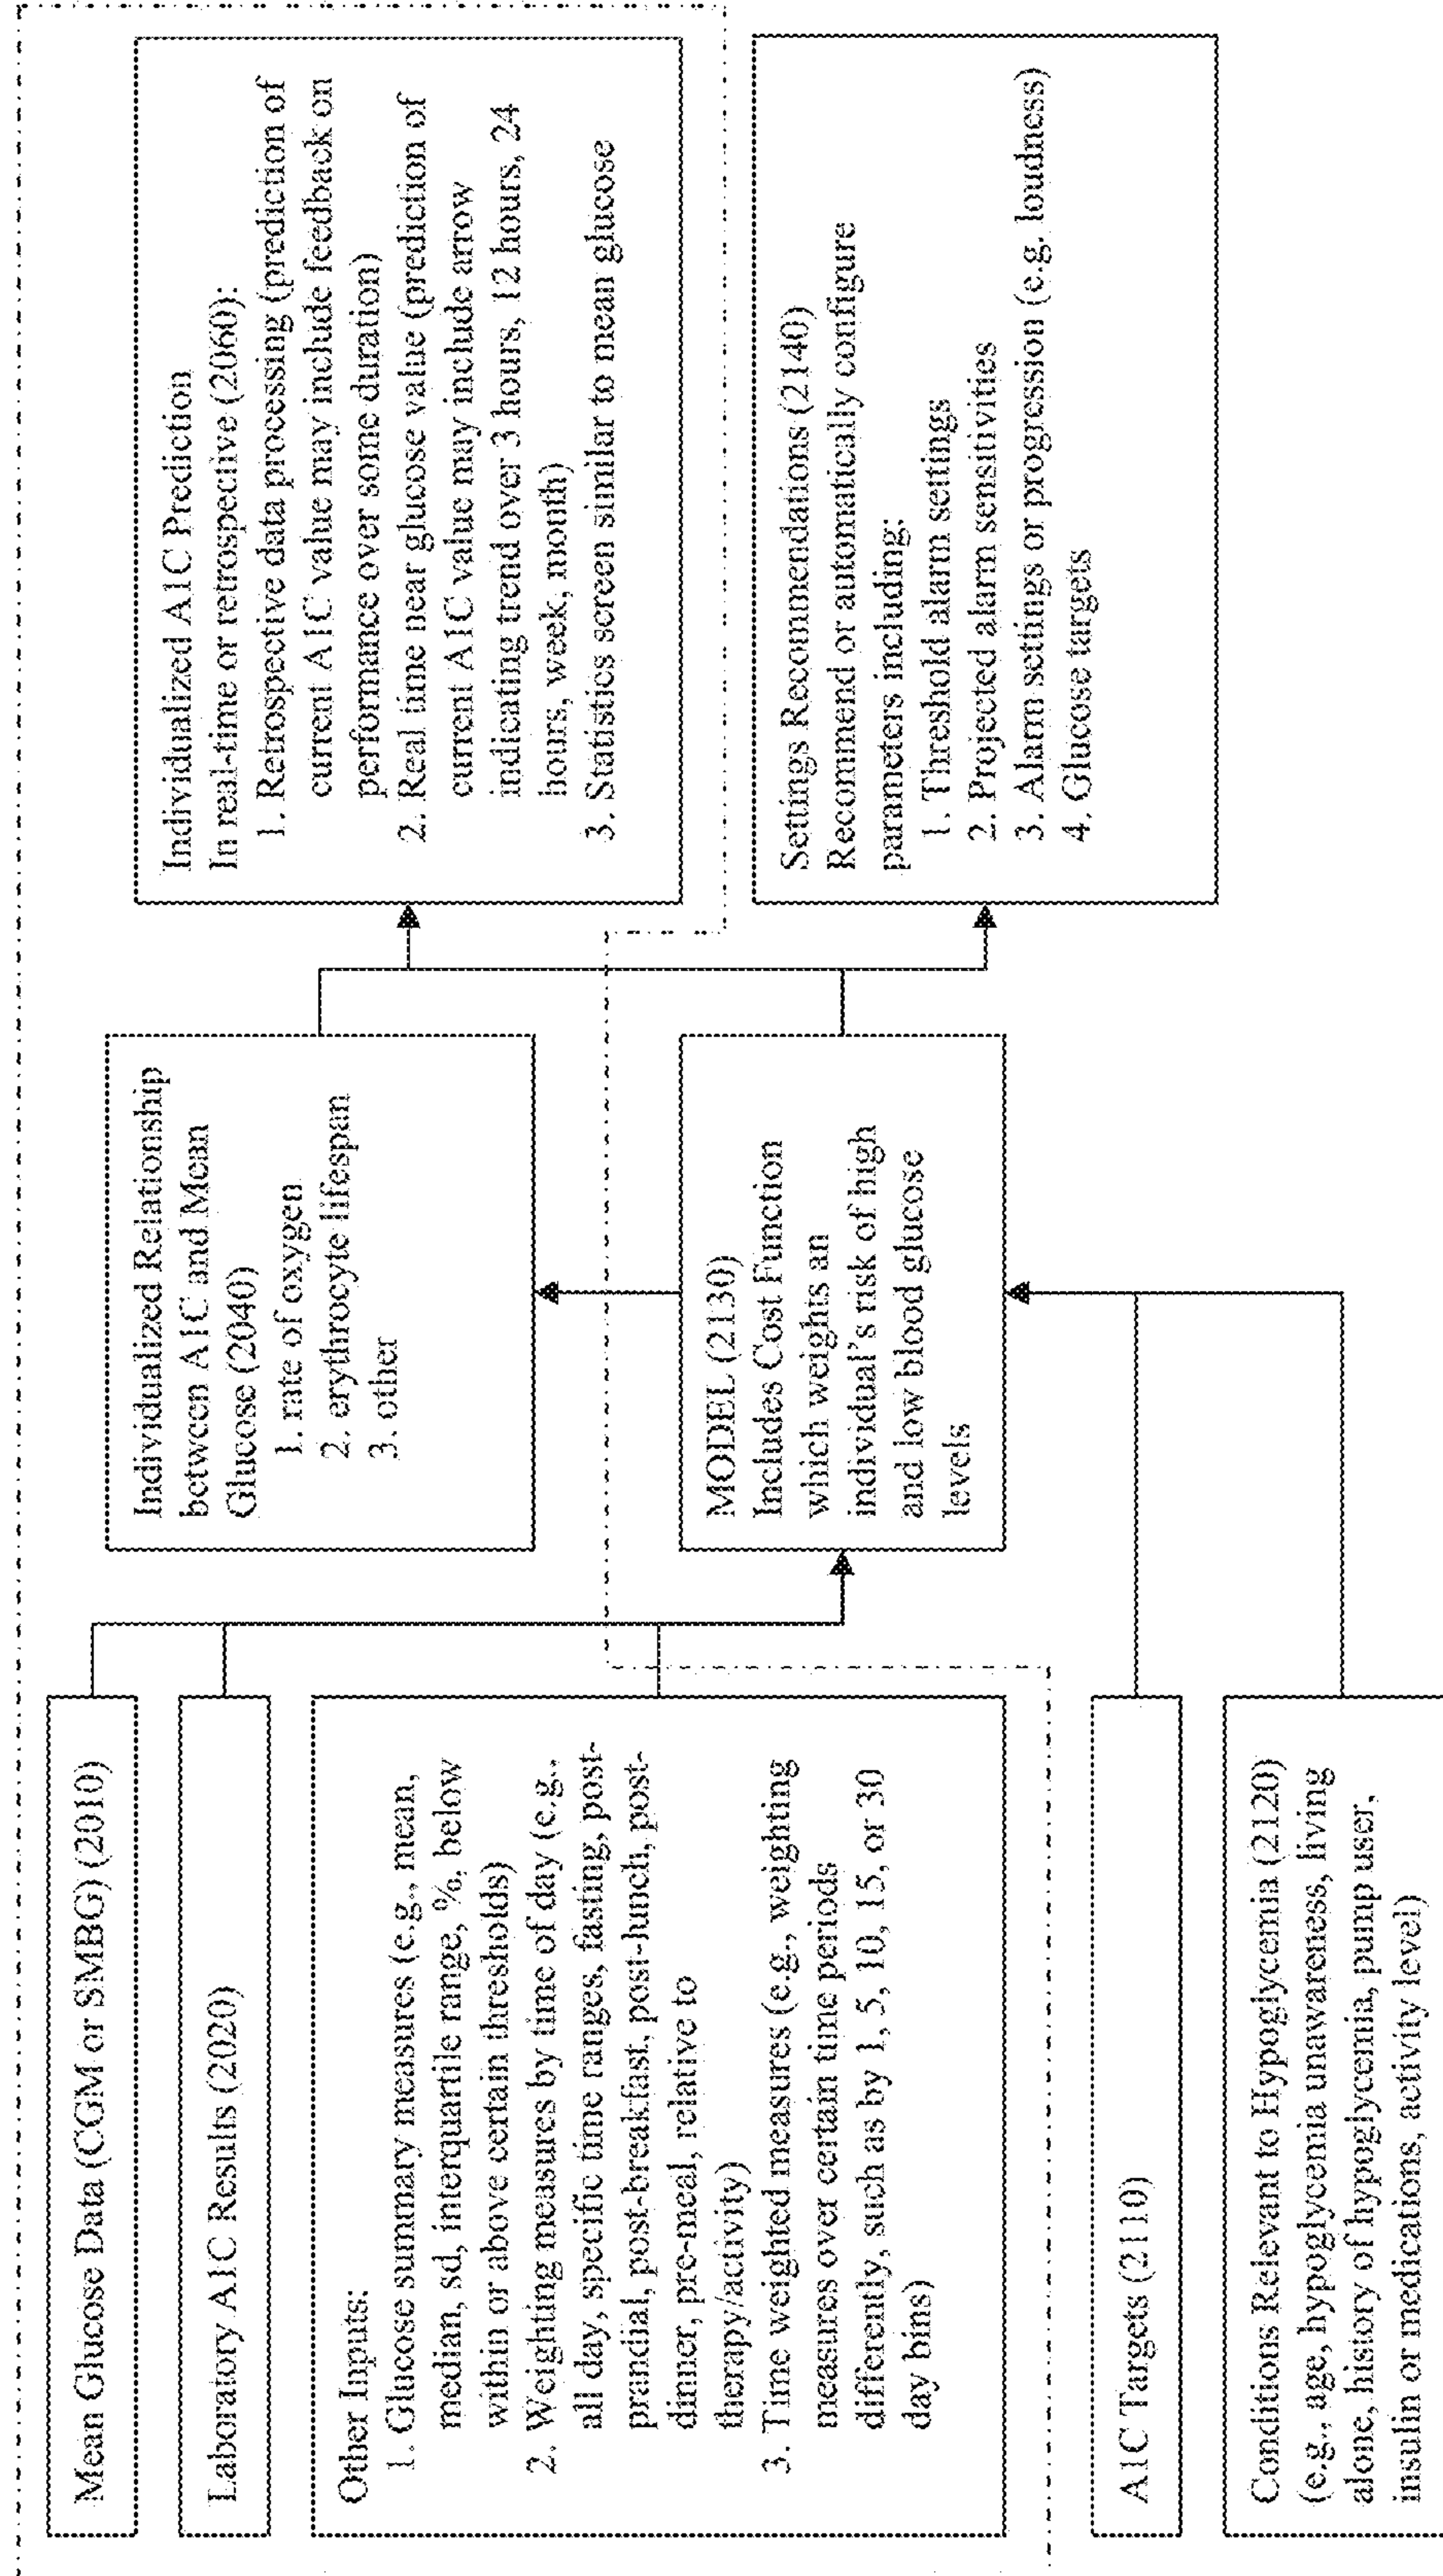 Mean Glucose Data (CGM or SMBG) (2010)
Laboratory A1C Results (2020)
Other Inputs:
1. Glucose summary measures (e.g., mean,
median, sd, interquartile range, %, below
within or above certain thresholds)
2. Weighting measures by time of day (e.g.,
all day, specific time ranges, fasting, post-
prandial, post-breakfast, post-lunch, post-
dinner, pre-meal, relative to
therapy/activity)
3. Time weighted measures (e.g., weighting
measures over certain time periods
differently, such as by 1, 5, 10, 15, or 30
day bins)
A1C Targets (2110)
Conditions Relevant to Hypoglycemia (2120)
(e.g., age, hypoglycemia unawareness, living
alone, history of hypoglycemia, pump user,
insulin or medications, activity level)
Individualized Relationship
between A1C and Mean
Glucose (2040)
1. rate of oxygen
2. erythrocyte lifespan
3. other
MODEL (2130)
Includes Cost Function
which weights an
individual's risk of high
and low blood glucose
levels
Individualized A1C Prediction
In real-time or retrospective (2060):
1. Retrospective data processing (prediction of
current A1C value may include feedback on
performance over some duration)
2. Real time near glucose value (prediction of
current A1C value may include arrow
indicating trend over 3 hours, 12 hours, 24
hours, week, month)
3. Statistics screen similar to mean glucose
Settings Recommendations (2140)
Recommend or automatically configure
parameters including:
1. Threshold alarm settings
2. Projected alarm sensitivities
3. Alarm settings or progression (e.g. loudness)
4. Glucose targets